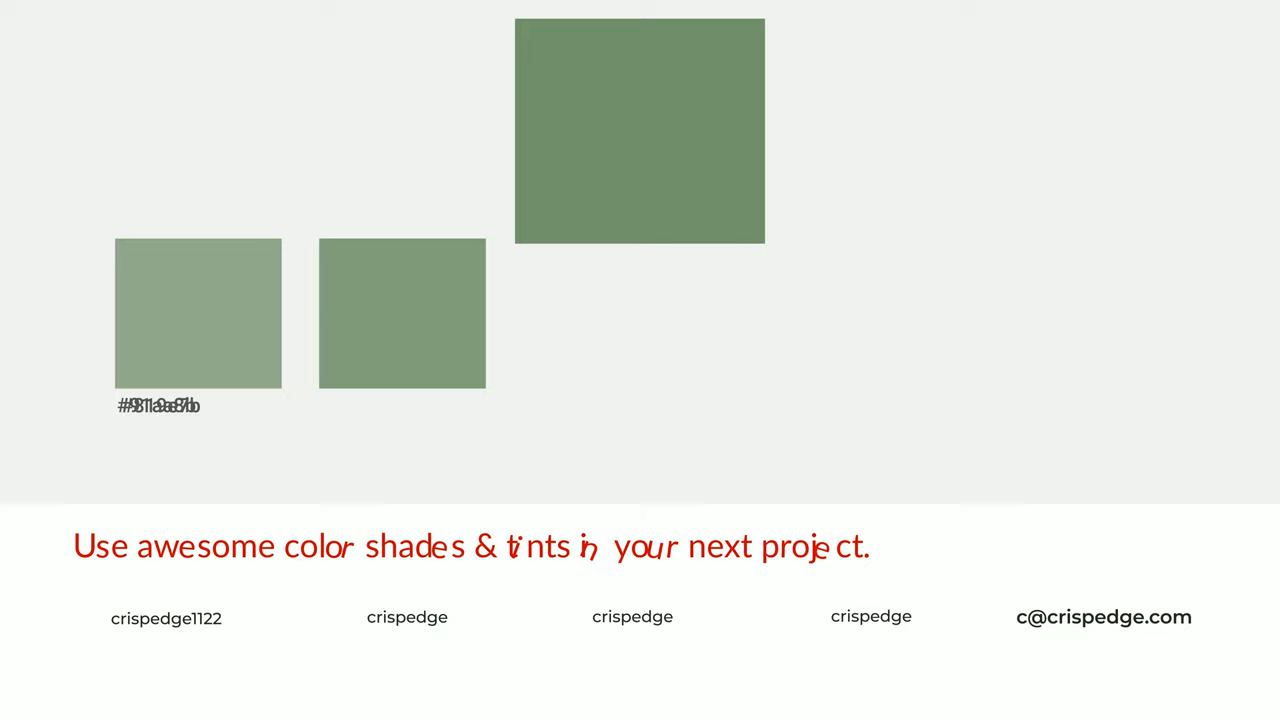 Use awesome color shades & tints in your next project.
crispedge1122 crispedge crispedge crispedge c@crispedge.com